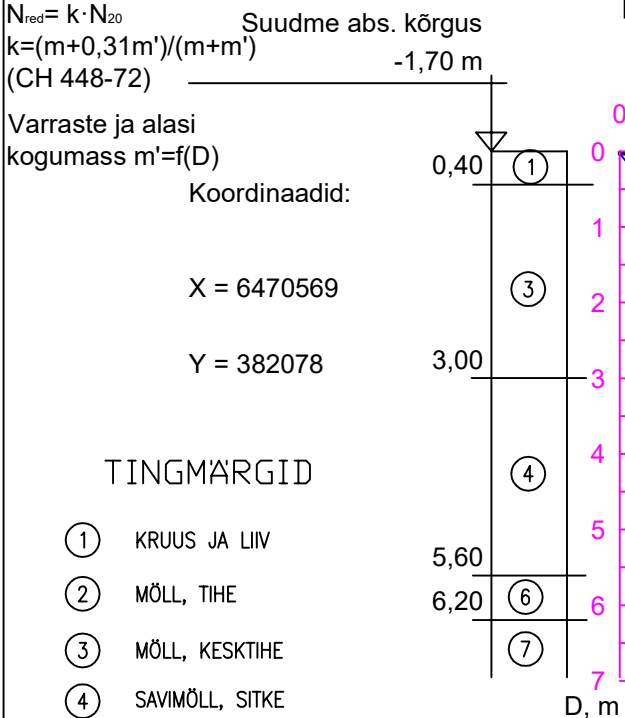 Nred= k·N20
k=(m+0,31m')/(m+m')
(CH 448-72)
Suudme abs. kõrgus
-1,70 m
Varraste ja alasi
kogumass m'=f(D)
Koordinaadid:
X = 6470569
Y = 382078
TINGMÄRGID
1 KRUUS JA LIIV
2 MÖLL, TIHE
3 MÖLL, KESKTIHE
4 SAVIMÖLL, SITKE
0,40
1
3
3,00
4
5,60
6
6,20
7
0
0
1
2
3
4
5
6
7
D, m